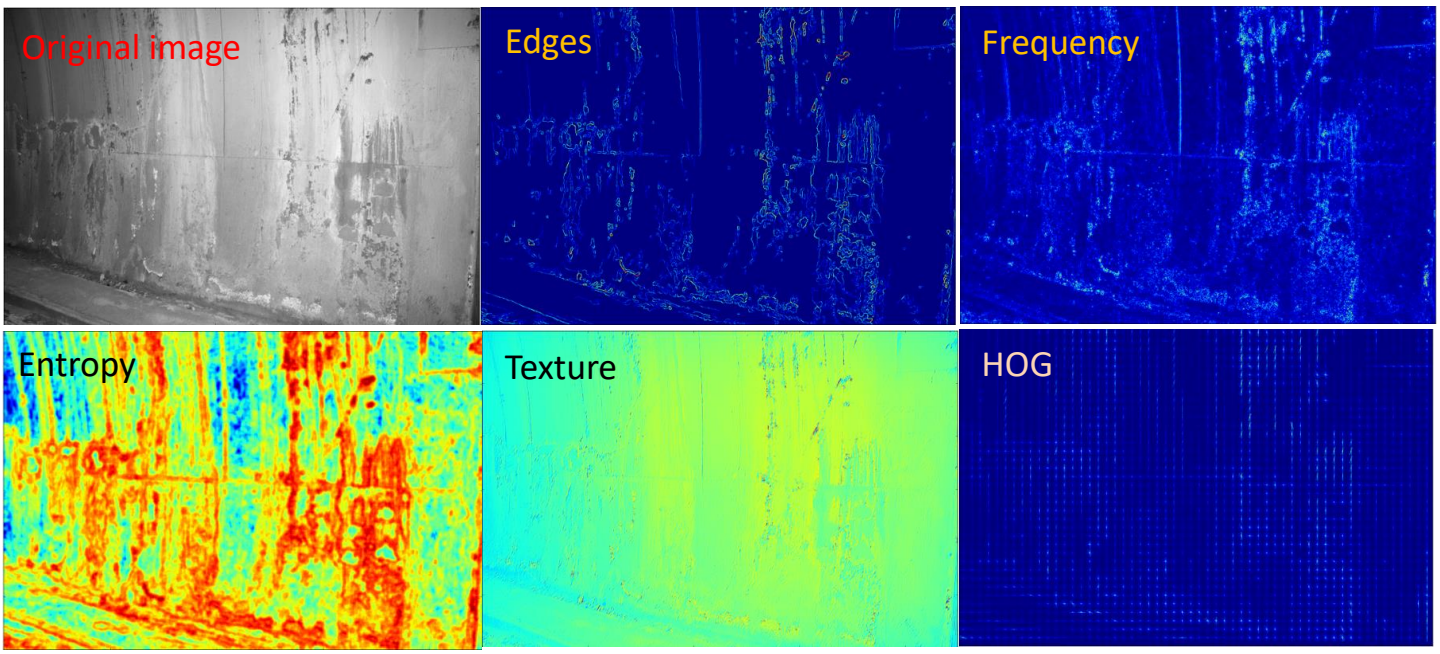 Original image
Edges
Frequency
Entropy
Texture
HOG